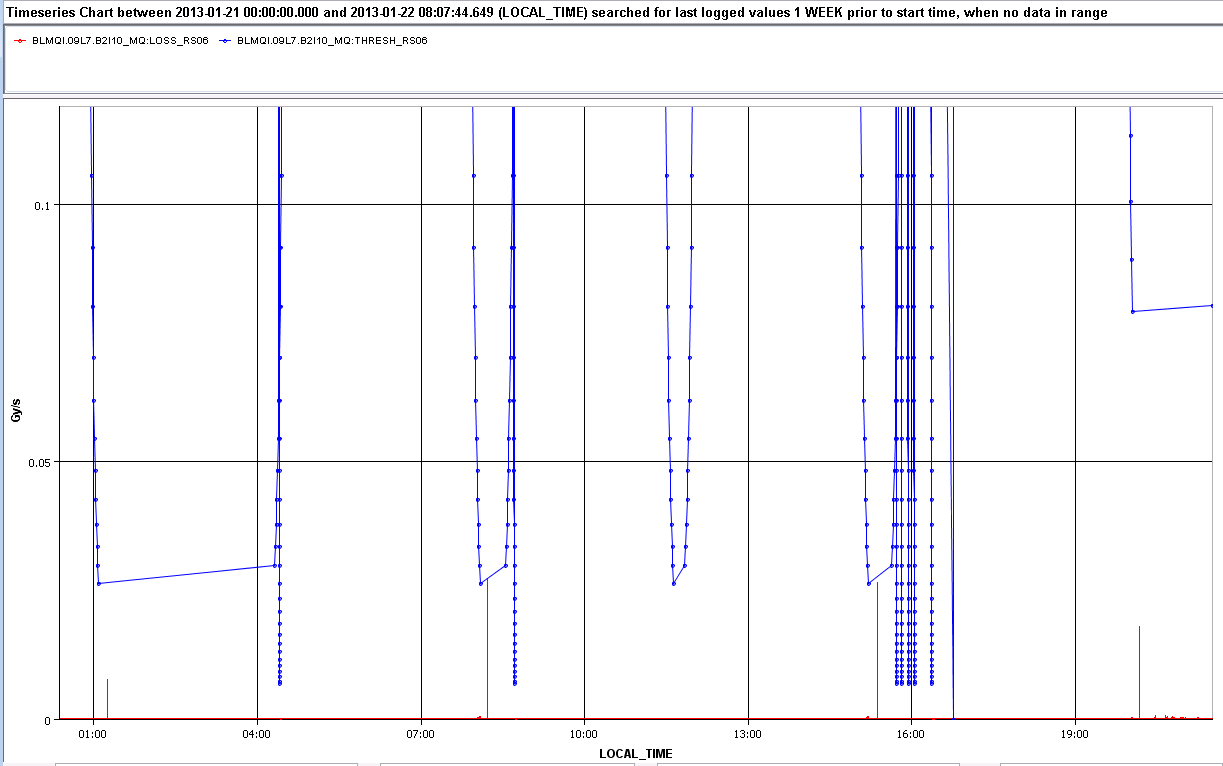 Timeseries Chart between 2013-01-21 00:00:00.000 and 2013-01-22 08:07:44.649 (LOCAL_TIME) searched for last logged values 1 WEEK prior to start time, when no data in range
BLMQI.09L7.B2I10_MQ:LOSS_RS06 BLMQI.09L7.B2I10_MQ:THRESH_RS06
0.1
0.05
0
Gy/s
01:00 04:00 07:00 10:00 13:00 16:00 19:00
LOCAL_TIME